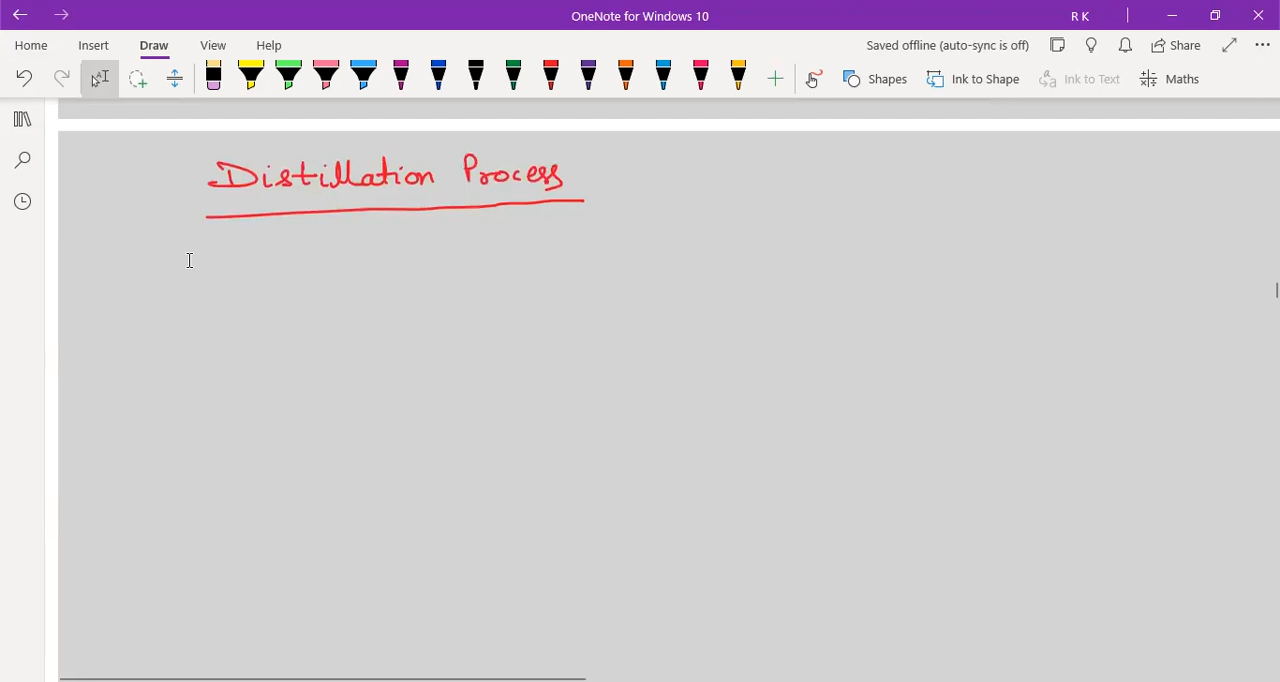 OneNote for Windows 10
R K
Home Insert Draw View Help
Saved offline (auto-sync is off) Share
Shapes Ink to Shape Ink to Text Maths
Distillation Process